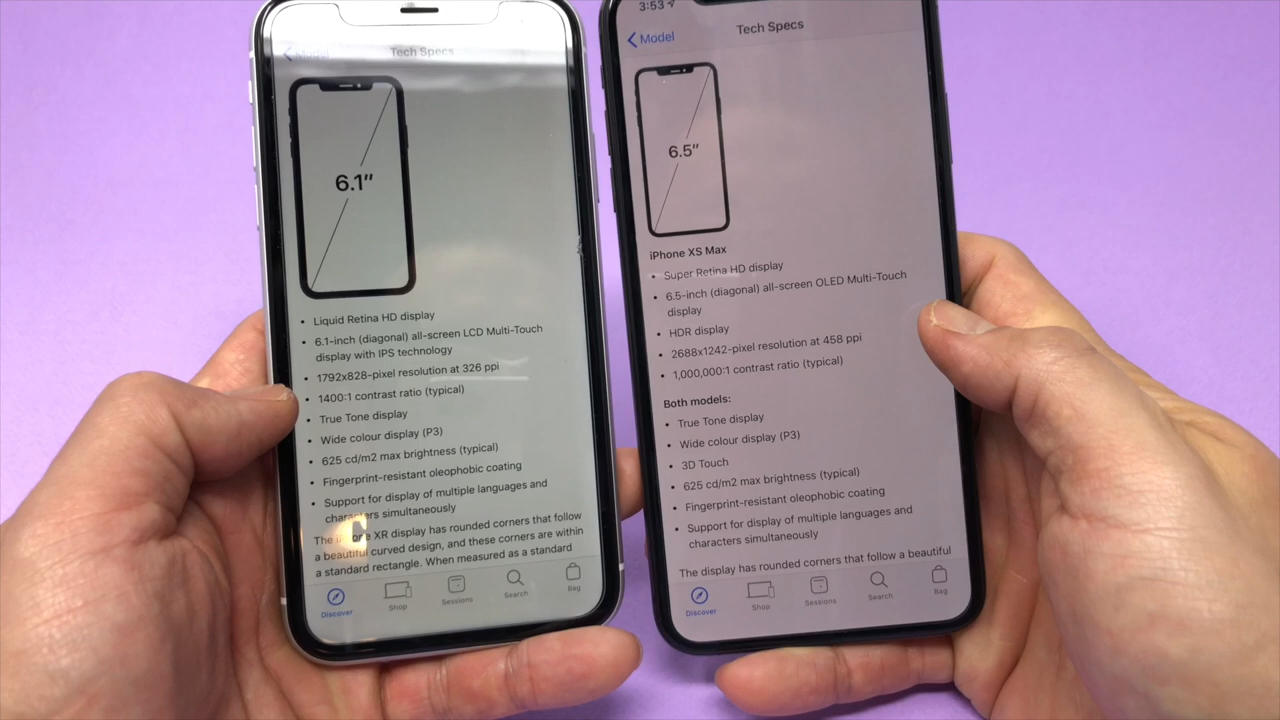 Model
Tech Specs
6.1″
• Liquid Retina HD display
• 6.1-inch (diagonal) all-screen LCD Multi-Touch
display with IPS technology
• 1792x828-pixel resolution at 326 ppi
• 1400:1 contrast ratio (typical)
• True Tone display
• Wide colour display (P3)
• 625 cd/m2 max brightness (typical)
• Fingerprint-resistant oleophobic coating
• Support for display of multiple languages and
characters simultaneously
The iPhone XR display has rounded corners that follow
a beautiful curved design, and these corners are within
a standard rectangle. When measured as a standard
Discover
Shop
Sessions
Search
Bag
3:53
Model
Tech Specs
6.5″
iPhone XS Max
• Super Retina HD display
• 6.5-inch (diagonal) all-screen OLED Multi-Touch
display
• HDR display
• 2688x1242-pixel resolution at 458 ppi
• 1,000,000:1 contrast ratio (typical)
Both models:
• True Tone display
• Wide colour display (P3)
• 3D Touch
• 625 cd/m2 max brightness (typical)
• Fingerprint-resistant oleophobic coating
• Support for display of multiple languages and
characters simultaneously
The display has rounded corners that follow a beautiful
Discover
Shop
Sessions
Search
Bag